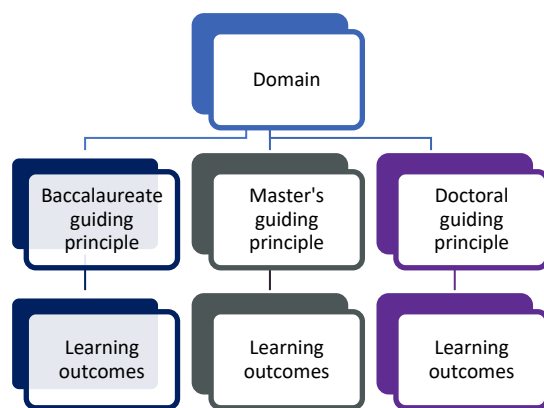 Domain
Baccalaureate
guiding
principle
Master's
guiding
principle
Doctoral
guiding
principle
Learning
outcomes
Learning
outcomes
Learning
outcomes